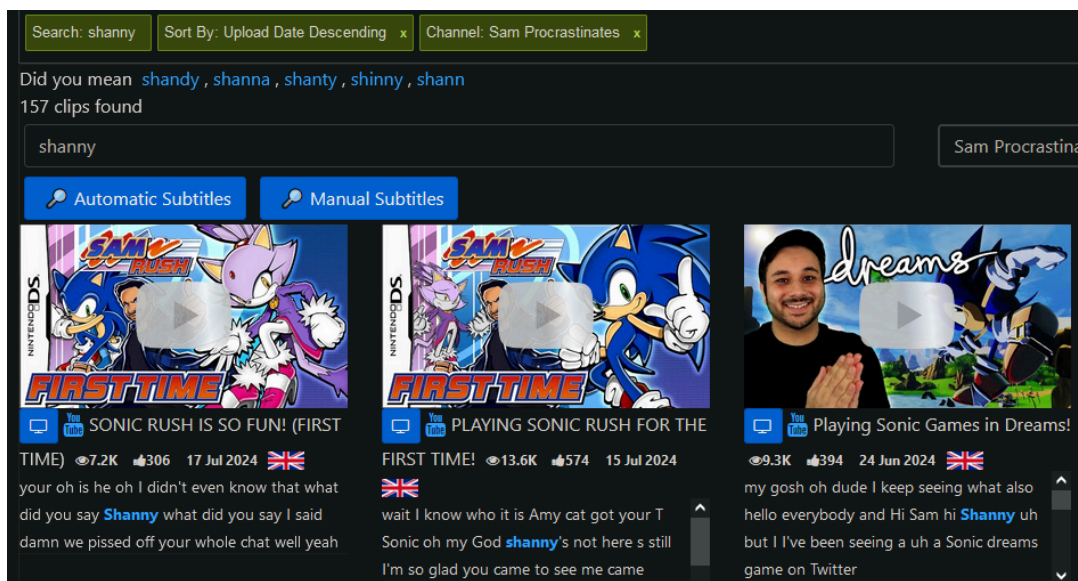 Search: shanny
Sort By: Upload Date Descending x
Channel: Sam Procrastinates x
Did you mean shandy , shanna , shanty , shinny , shann
157 clips found
shanny
Sam Procrastina
Automatic Subtitles
Manual Subtitles
NINTENDO DS
SAM RUSH
FIRST TIME
You Tube SONIC RUSH IS SO FUN! (FIRST
TIME) 7.2K 306 17 Jul 2024
your oh is he oh I didn't even know that what
did you say Shanny what did you say I said
damn we pissed off your whole chat well yeah
NINTENDO DS
SAM RUSH
FIRST TIME
You Tube PLAYING SONIC RUSH FOR THE
FIRST TIME! 13.6K 574 15 Jul 2024
wait I know who it is Amy cat got your T
Sonic oh my God shanny's not here s still
I'm so glad you came to see me came
dreams
You Tube Playing Sonic Games in Dreams!
9.3K 394 24 Jun 2024
my gosh oh dude I keep seeing what also
hello everybody and Hi Sam hi Shanny uh
but I I've been seeing a uh a Sonic dreams
game on Twitter